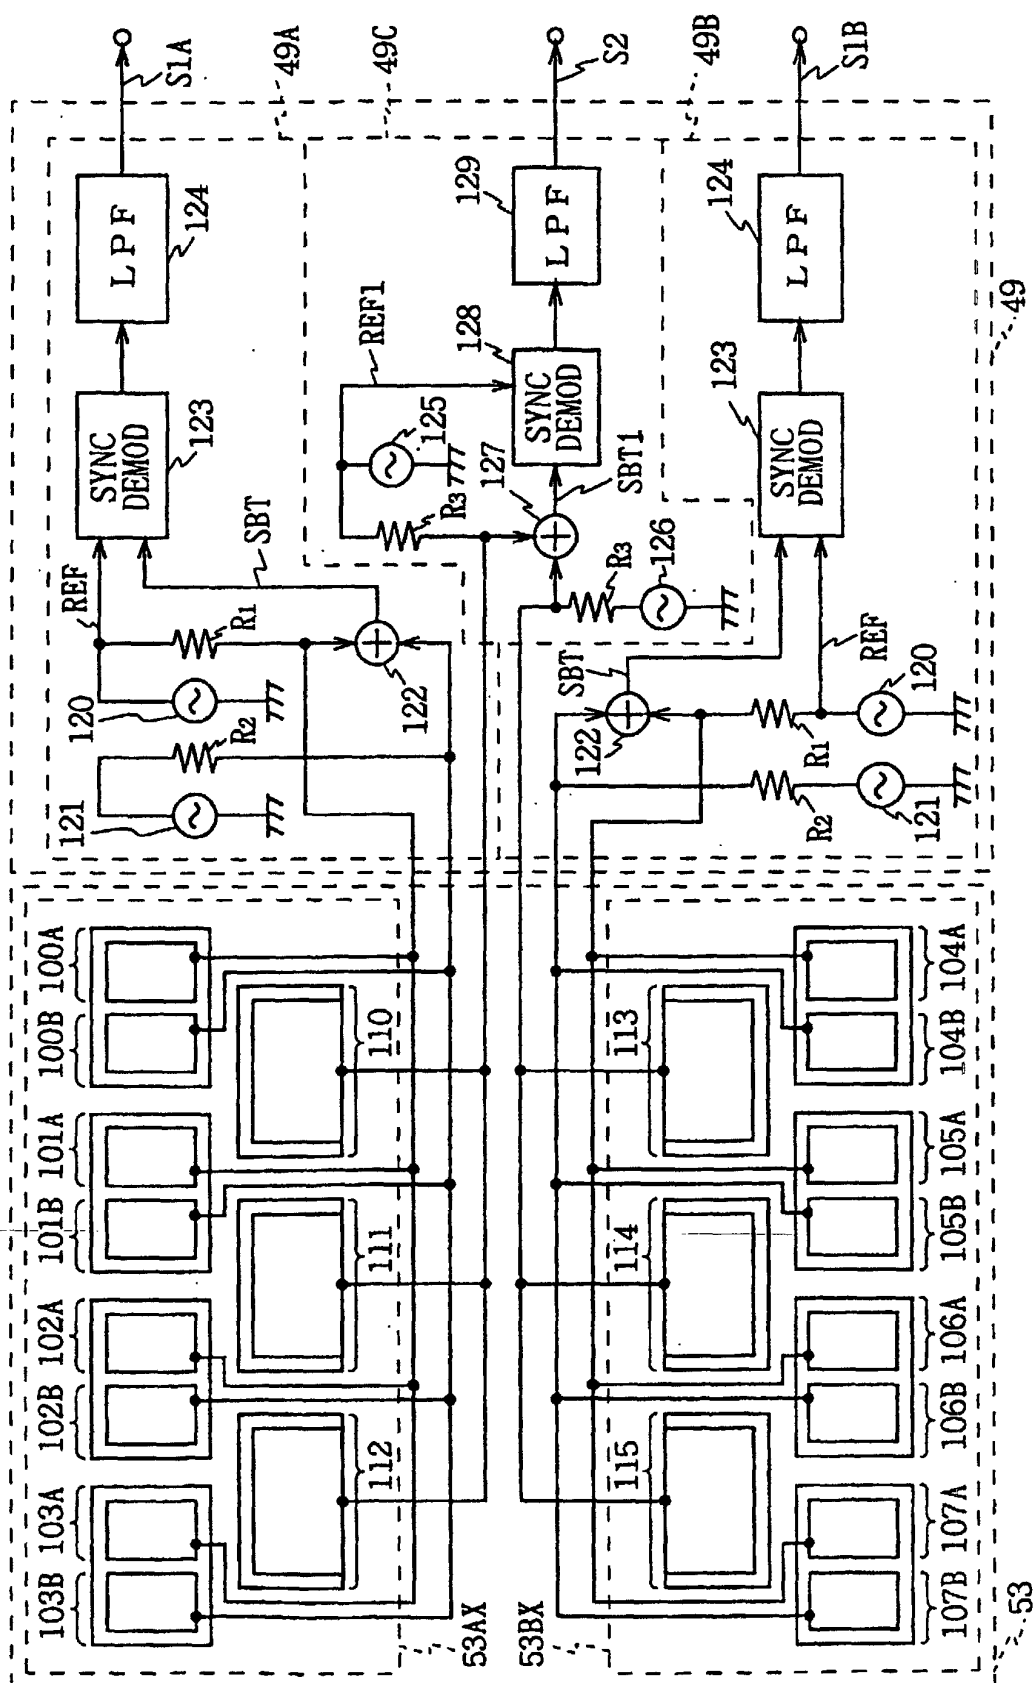 S1A
49A
49C
S2
49B
S1B
LPF
124
LPF
129
LPF
124
49
SYNC
DEMOD
123
REF1
128
SYNC
DEMOD
125
127
SBT1
R3
123
SYNC
DEMOD
REF
SBT
R1
122
120
R2
121
R3
126
SBT
122
REF
120
R1
R2
121
100A
100B
101A
101B
102A
102B
103A
103B
110
111
112
53AX
113
114
115
53BX
104A
104B
105A
105B
106A
106B
107A
107B
53